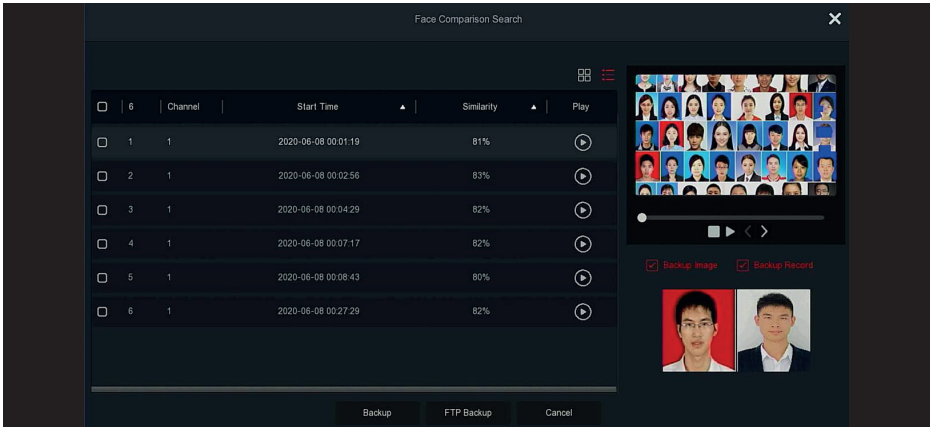 Face Comparison Search
6 Channel Start Time Similarity Play
1 1 2020-06-08 00:01:19 81%
2 1 2020-06-08 00:02:56 83%
3 1 2020-06-08 00:04:29 82%
4 1 2020-06-08 00:07:17 82%
5 1 2020-06-08 00:08:43 80%
6 1 2020-06-08 00:27:29 82%
Backup Image Backup Record
Backup FTP Backup Cancel